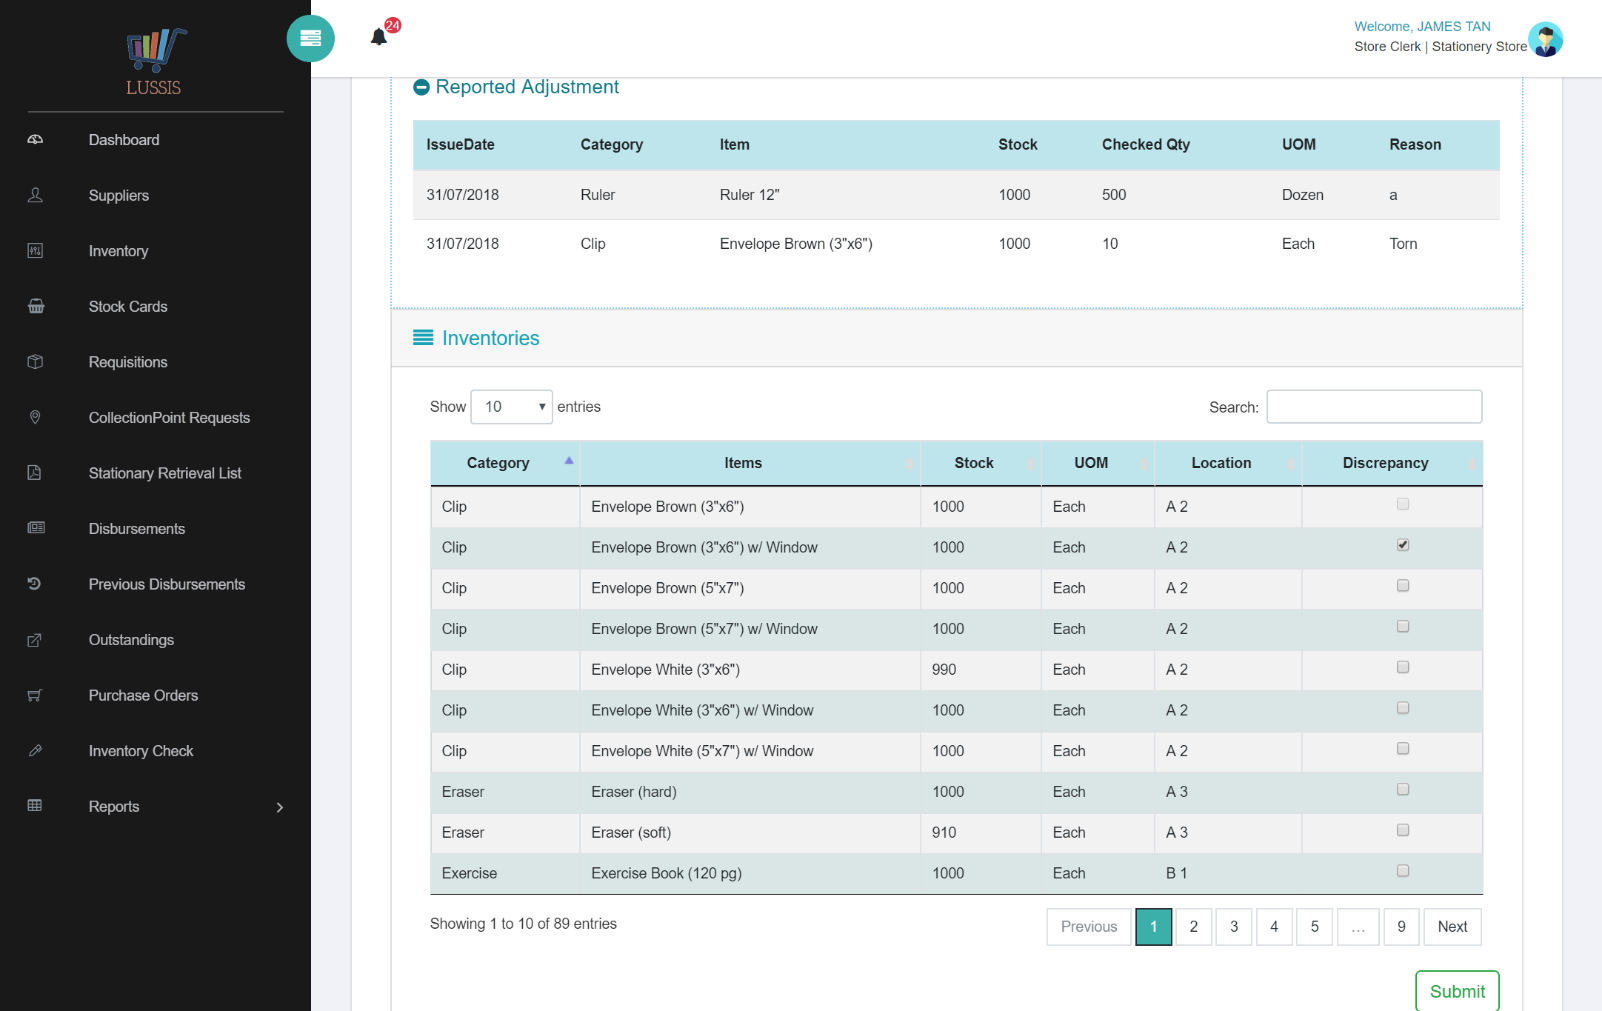 LUSSIS
24
Welcome, JAMES TAN
Store Clerk | Stationery Store
Dashboard
Suppliers
Inventory
Stock Cards
Requisitions
CollectionPoint Requests
Stationary Retrieval List
Disbursements
Previous Disbursements
Outstandings
Purchase Orders
Inventory Check
Reports
Reported Adjustment
IssueDate Category Item Stock Checked Qty UOM Reason
31/07/2018 Ruler Ruler 12" 1000 500 Dozen a
31/07/2018 Clip Envelope Brown (3"x6") 1000 10 Each Torn
Inventories
Show 10 entries Search:
Category Items Stock UOM Location Discrepancy
Clip Envelope Brown (3"x6") 1000 Each A 2
Clip Envelope Brown (3"x6") w/ Window 1000 Each A 2
Clip Envelope Brown (5"x7") 1000 Each A 2
Clip Envelope Brown (5"x7") w/ Window 1000 Each A 2
Clip Envelope White (3"x6") 990 Each A 2
Clip Envelope White (3"x6") w/ Window 1000 Each A 2
Clip Envelope White (5"x7") w/ Window 1000 Each A 2
Eraser Eraser (hard) 1000 Each A 3
Eraser Eraser (soft) 910 Each A 3
Exercise Exercise Book (120 pg) 1000 Each B 1
Showing 1 to 10 of 89 entries Previous 1 2 3 4 5 … 9 Next
Submit